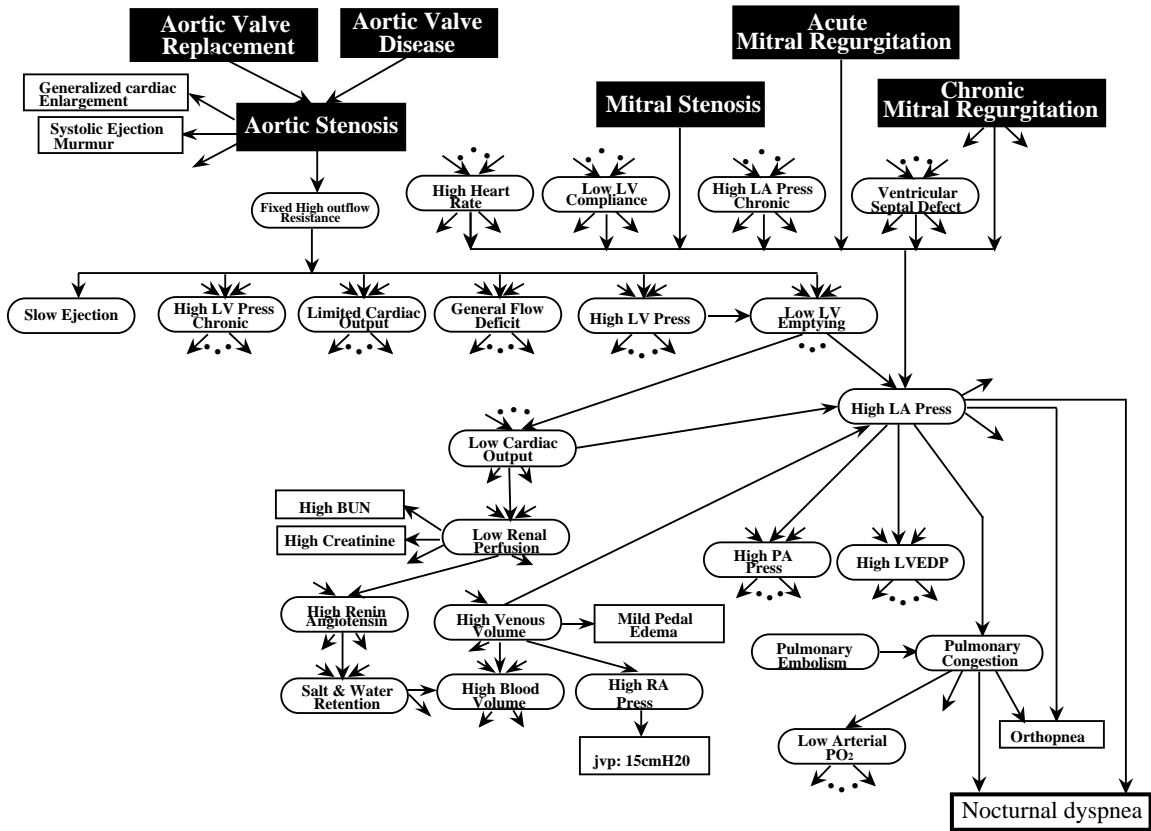 Aortic Valve
Replacement
Aortic Valve
Disease
Acute
Mitral Regurgitation
Generalized cardiac
Enlargement
Mitral Stenosis
Chronic
Mitral Regurgitation
Aortic Stenosis
Systolic Ejection
Murmur
High Heart
Rate
Low LV
Compliance
High LA Press
Chronic
Ventricular
Septal Defect
Fixed High outflow
Resistance
Slow Ejection
High LV Press
Chronic
Limited Cardiac
Output
General Flow
Deficit
High LV Press
Low LV
Emptying
High LA Press
Low Cardiac
Output
High BUN
High Creatinine
Low Renal
Perfusion
High PA
Press
High LVEDP
High Renin
Angiotensin
High Venous
Volume
Mild Pedal
Edema
Pulmonary
Embolism
Pulmonary
Congestion
Salt & Water
Retention
High Blood
Volume
High RA
Press
Orthopnea
Low Arterial
PO2
jvp: 15cmH20
Nocturnal dyspnea